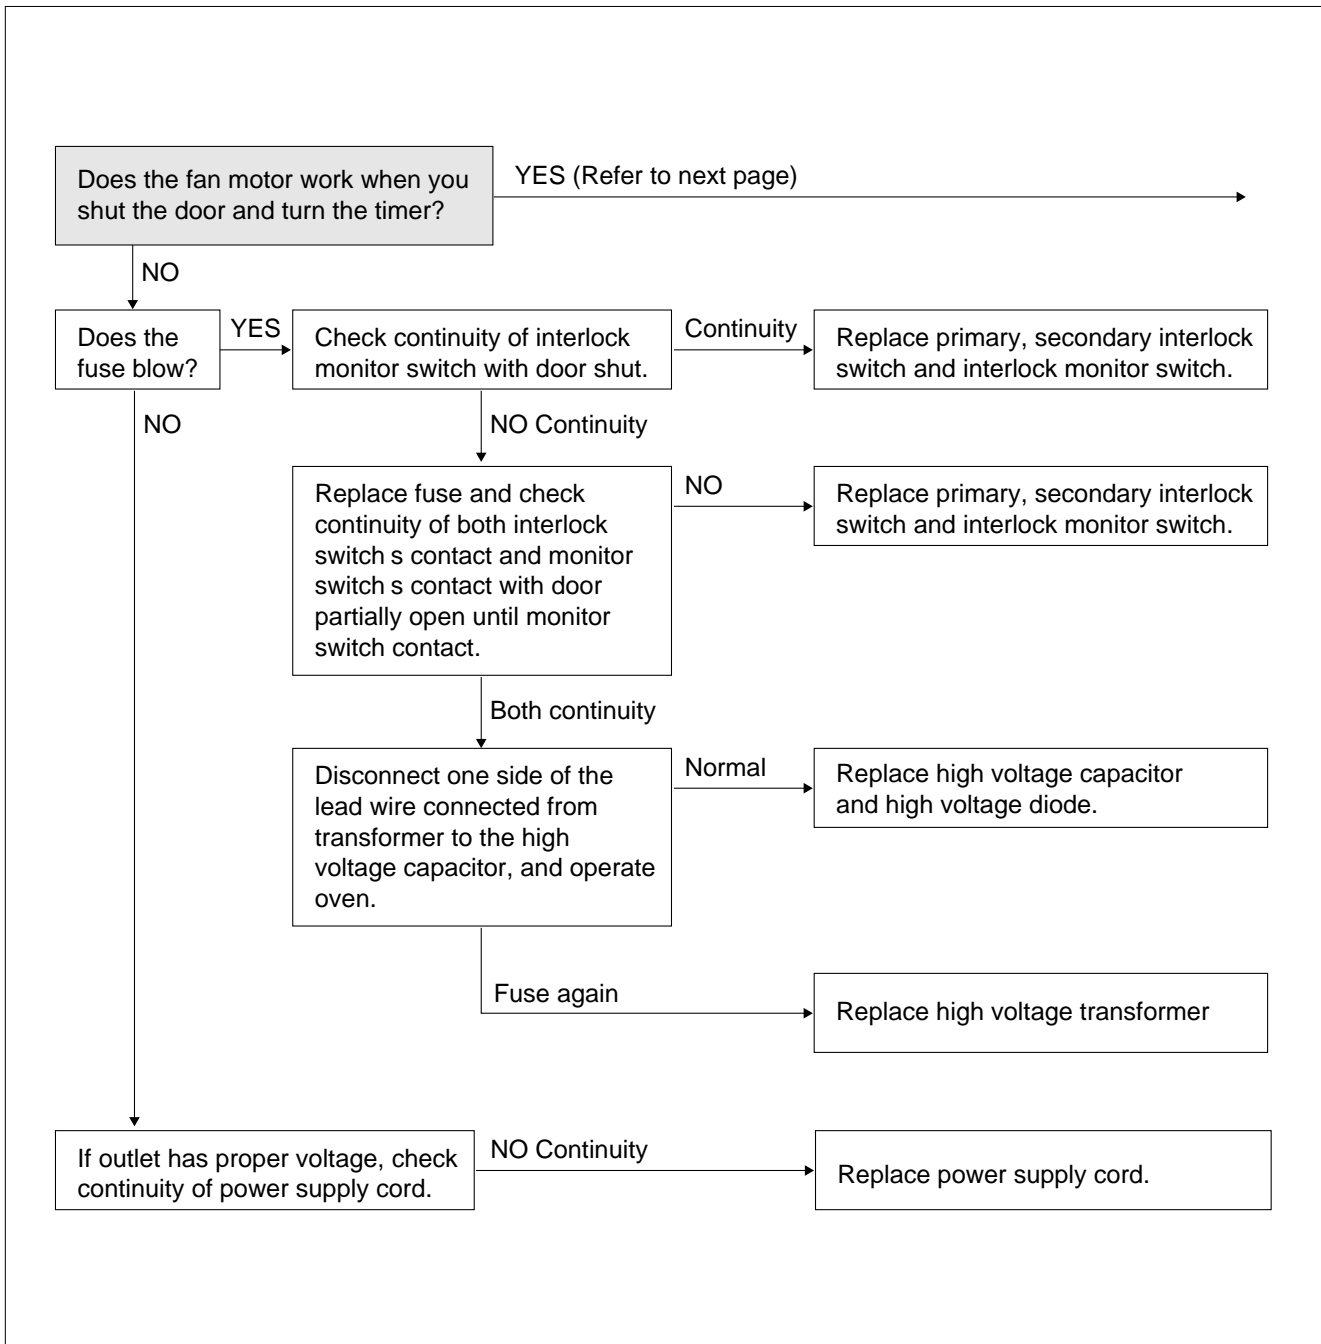 Does the fan motor work when you
shut the door and turn the timer?
YES (Refer to next page)
NO
Does the
fuse blow?
YES
Check continuity of interlock
monitor switch with door shut.
Continuity
Replace primary, secondary interlock
switch and interlock monitor switch.
NO
NO Continuity
Replace fuse and check
continuity of both interlock
switch s contact and monitor
switch s contact with door
partially open until monitor
switch contact.
NO
Replace primary, secondary interlock
switch and interlock monitor switch.
Both continuity
Disconnect one side of the
lead wire connected from
transformer to the high
voltage capacitor, and operate
oven.
Normal
Replace high voltage capacitor
and high voltage diode.
Fuse again
Replace high voltage transformer
If outlet has proper voltage, check
continuity of power supply cord.
NO Continuity
Replace power supply cord.